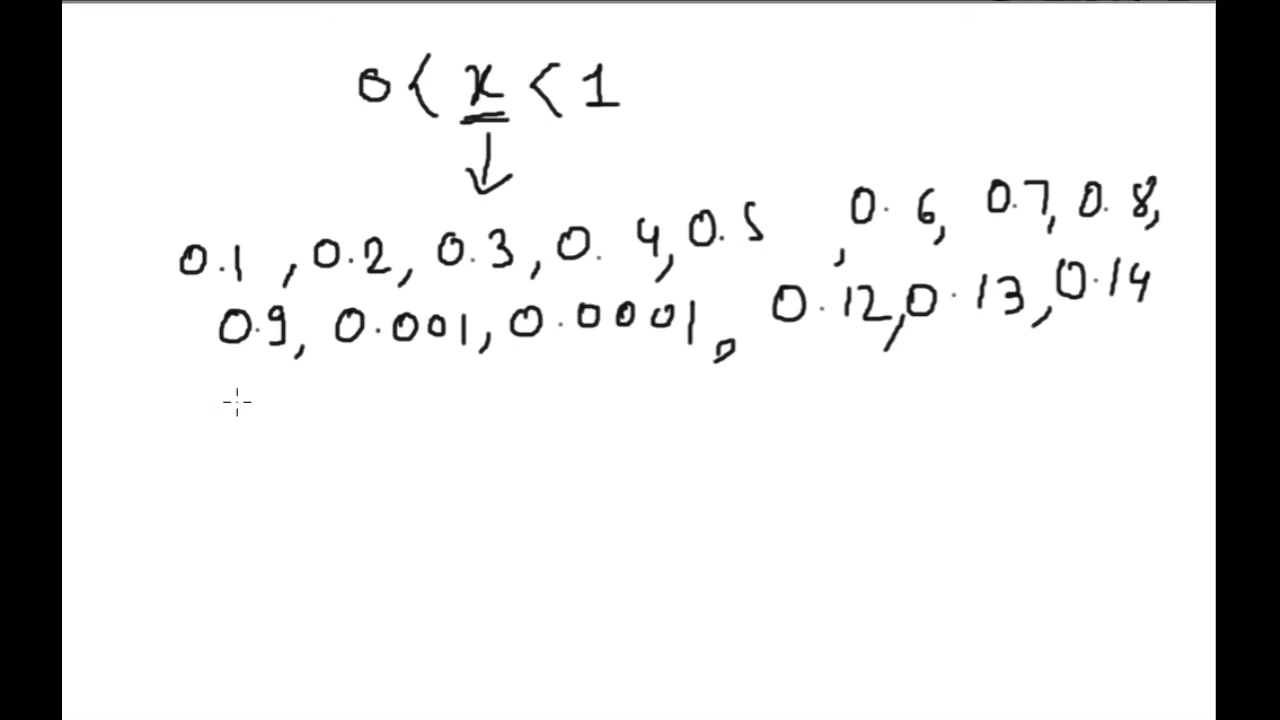 0 < x < 1
0.1 , 0.2 , 0.3 , 0.4 , 0.5 , 0.6 , 0.7 , 0.8 ,
0.9 , 0.001 , 0.0001 , 0.12 , 0.13 , 0.14